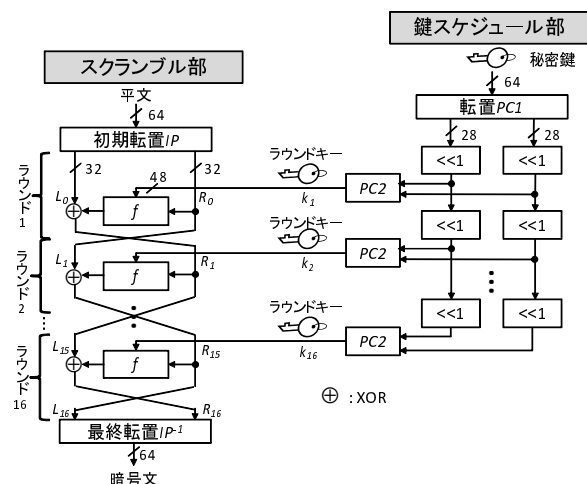 鍵スケジュール部
スクランブル部
秘密鍵
平文
64
64
転置PC1
初期転置IP
28
28
ラウンド1
32
48
32
ラウンドキー
PC2
<<1
<<1
L0
f
R0
k1
ラウンドキー
<<1
<<1
ラウンド2
L1
f
R1
k2
PC2
⋮
⋮
⋮
ラウンドキー
<<1
<<1
ラウンド16
L15
f
R15
k16
PC2
⊕ : XOR
L16
R16
最終転置IP-1
64
暗号文